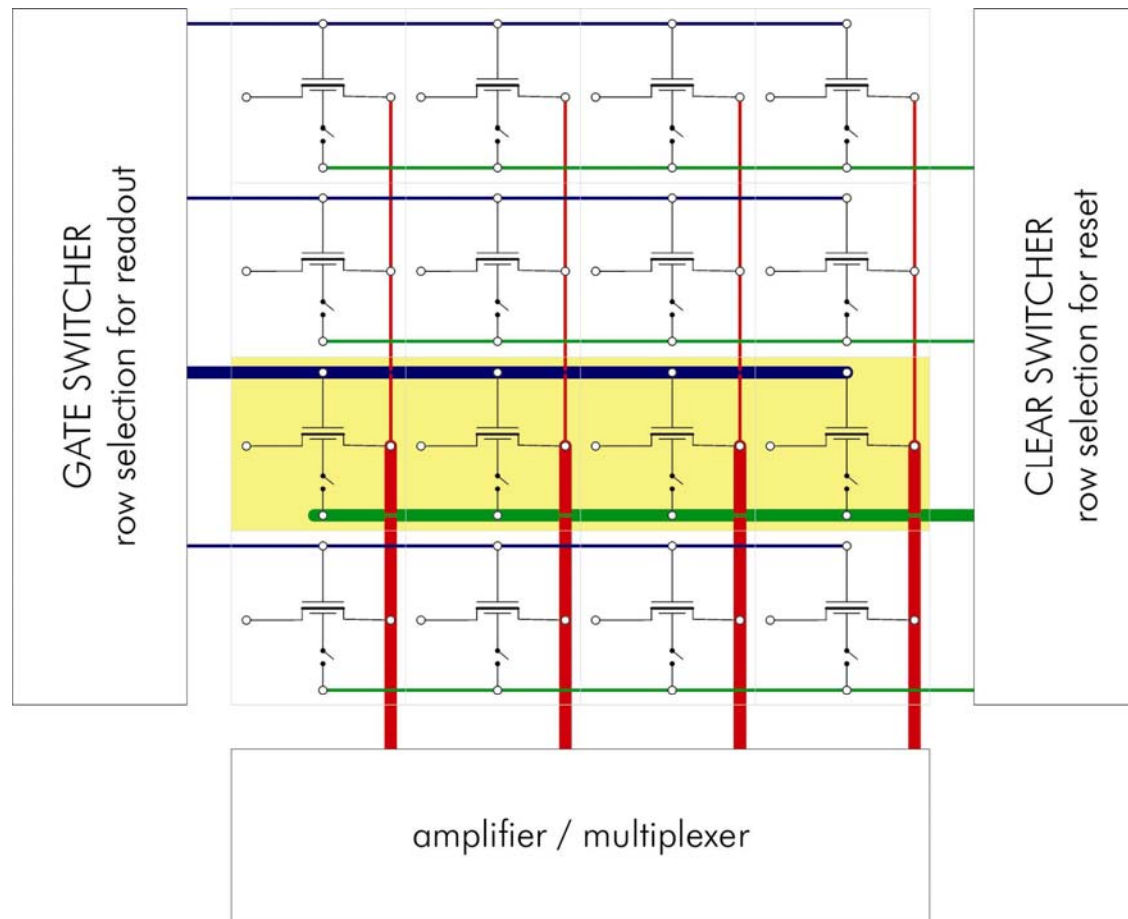 GATE SWITCHER
row selection for readout
CLEAR SWITCHER
row selection for reset
amplifier / multiplexer